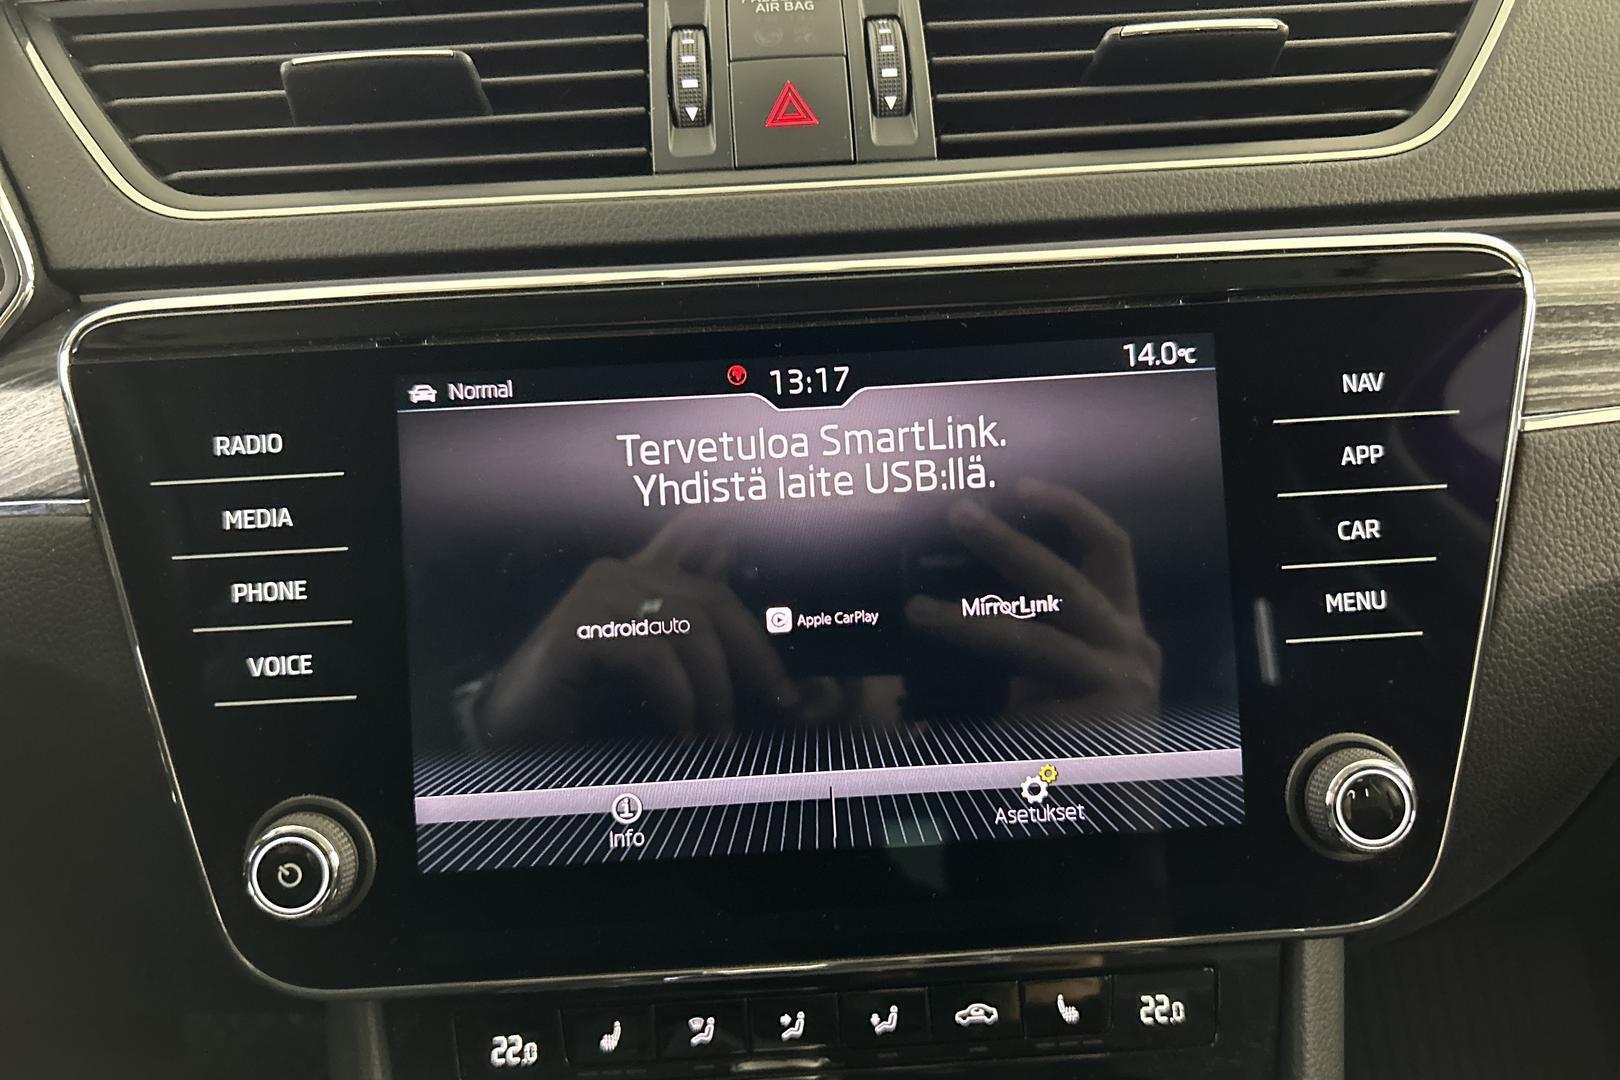 AIR BAG
Normal
13:17
14.0°C
RADIO
MEDIA
PHONE
VOICE
Tervetuloa SmartLink.
Yhdistä laite USB:llä.
androidauto
Apple CarPlay
MirrorLink
Info
Asetukset
NAV
APP
CAR
MENU
22.0
22.0